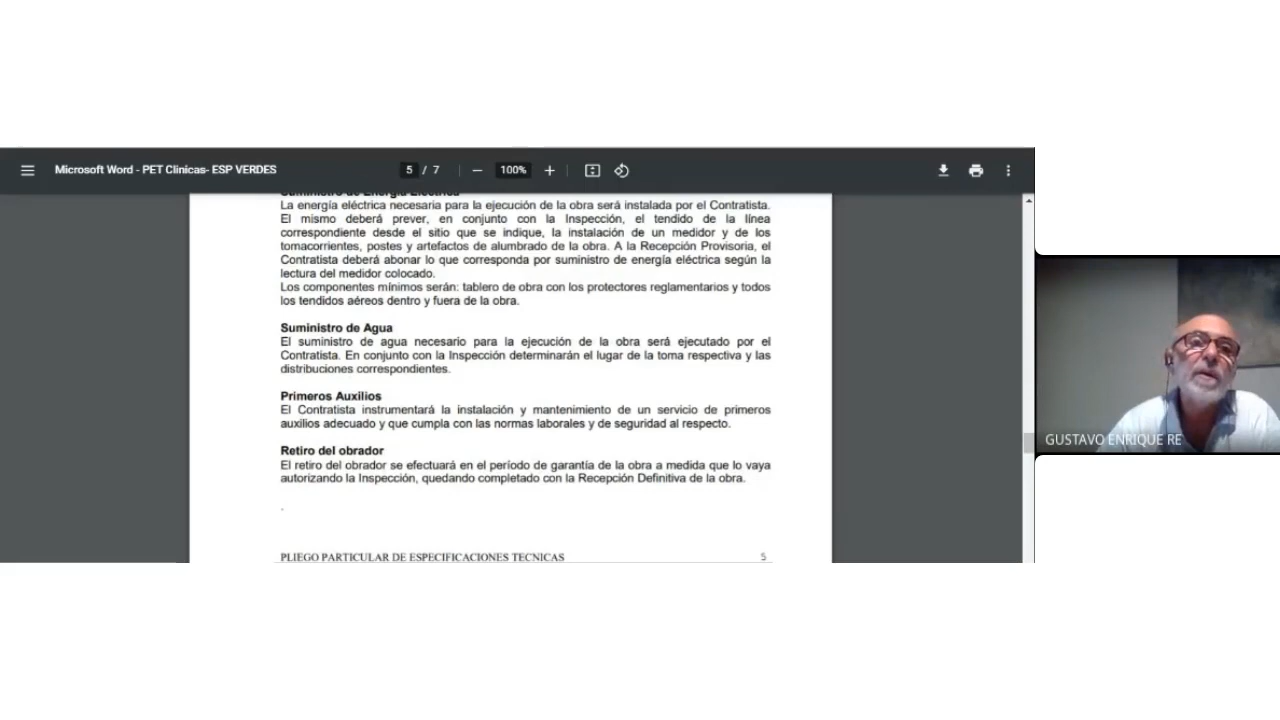 Microsoft Word - PET Clinicas- ESP VERDES
5 / 7
100%
Suministro de Energía Eléctrica
La energía eléctrica necesaria para la ejecución de la obra será instalada por el Contratista.
El mismo deberá prever, en conjunto con la Inspección, el tendido de la línea
correspondiente desde el sitio que se indique, la instalación de un medidor y de los
tomacorrientes, postes y artefactos de alumbrado de la obra. A la Recepción Provisoria, el
Contratista deberá abonar lo que corresponda por suministro de energía eléctrica según la
lectura del medidor colocado.
Los componentes mínimos serán: tablero de obra con los protectores reglamentarios y todos
los tendidos aéreos dentro y fuera de la obra.
Suministro de Agua
El suministro de agua necesario para la ejecución de la obra será ejecutado por el
Contratista. En conjunto con la Inspección determinarán el lugar de la toma respectiva y las
distribuciones correspondientes.
Primeros Auxilios
El Contratista instrumentará la instalación y mantenimiento de un servicio de primeros
auxilios adecuado y que cumpla con las normas laborales y de seguridad al respecto.
Retiro del obrador
El retiro del obrador se efectuará en el período de garantía de la obra a medida que lo vaya
autorizando la Inspección, quedando completado con la Recepción Definitiva de la obra.
.
PLIEGO PARTICULAR DE ESPECIFICACIONES TECNICAS 5
GUSTAVO ENRIQUE RE